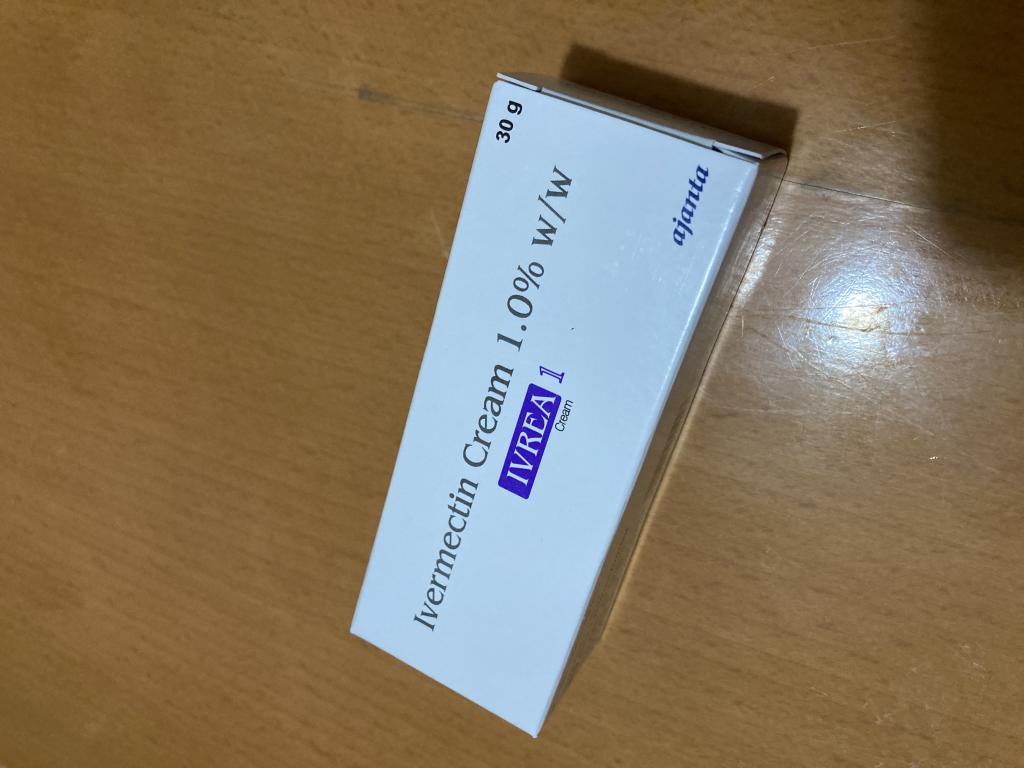 30 g
Ivermectin Cream 1.0% w/w
IVREA 1
Cream
ajanta